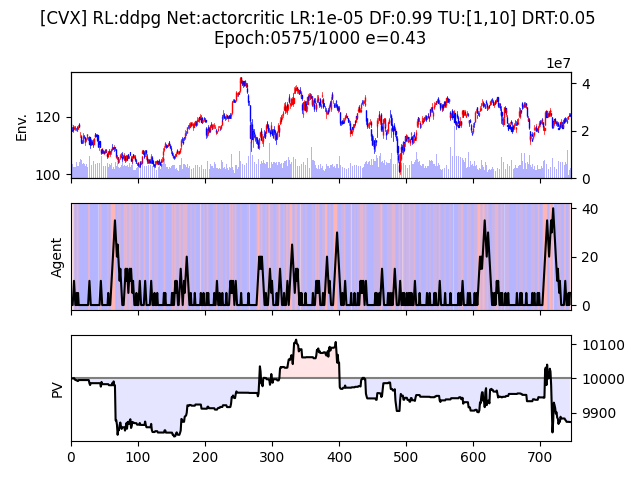 [CVX] RL:ddpg Net:actorcritic LR:1e-05 DF:0.99 TU:[1,10] DRT:0.05
Epoch:0575/1000 e=0.43
1e7
Env.
120
100
4
2
0
Agent
40
20
0
PV
10100
10000
9900
0 100 200 300 400 500 600 700